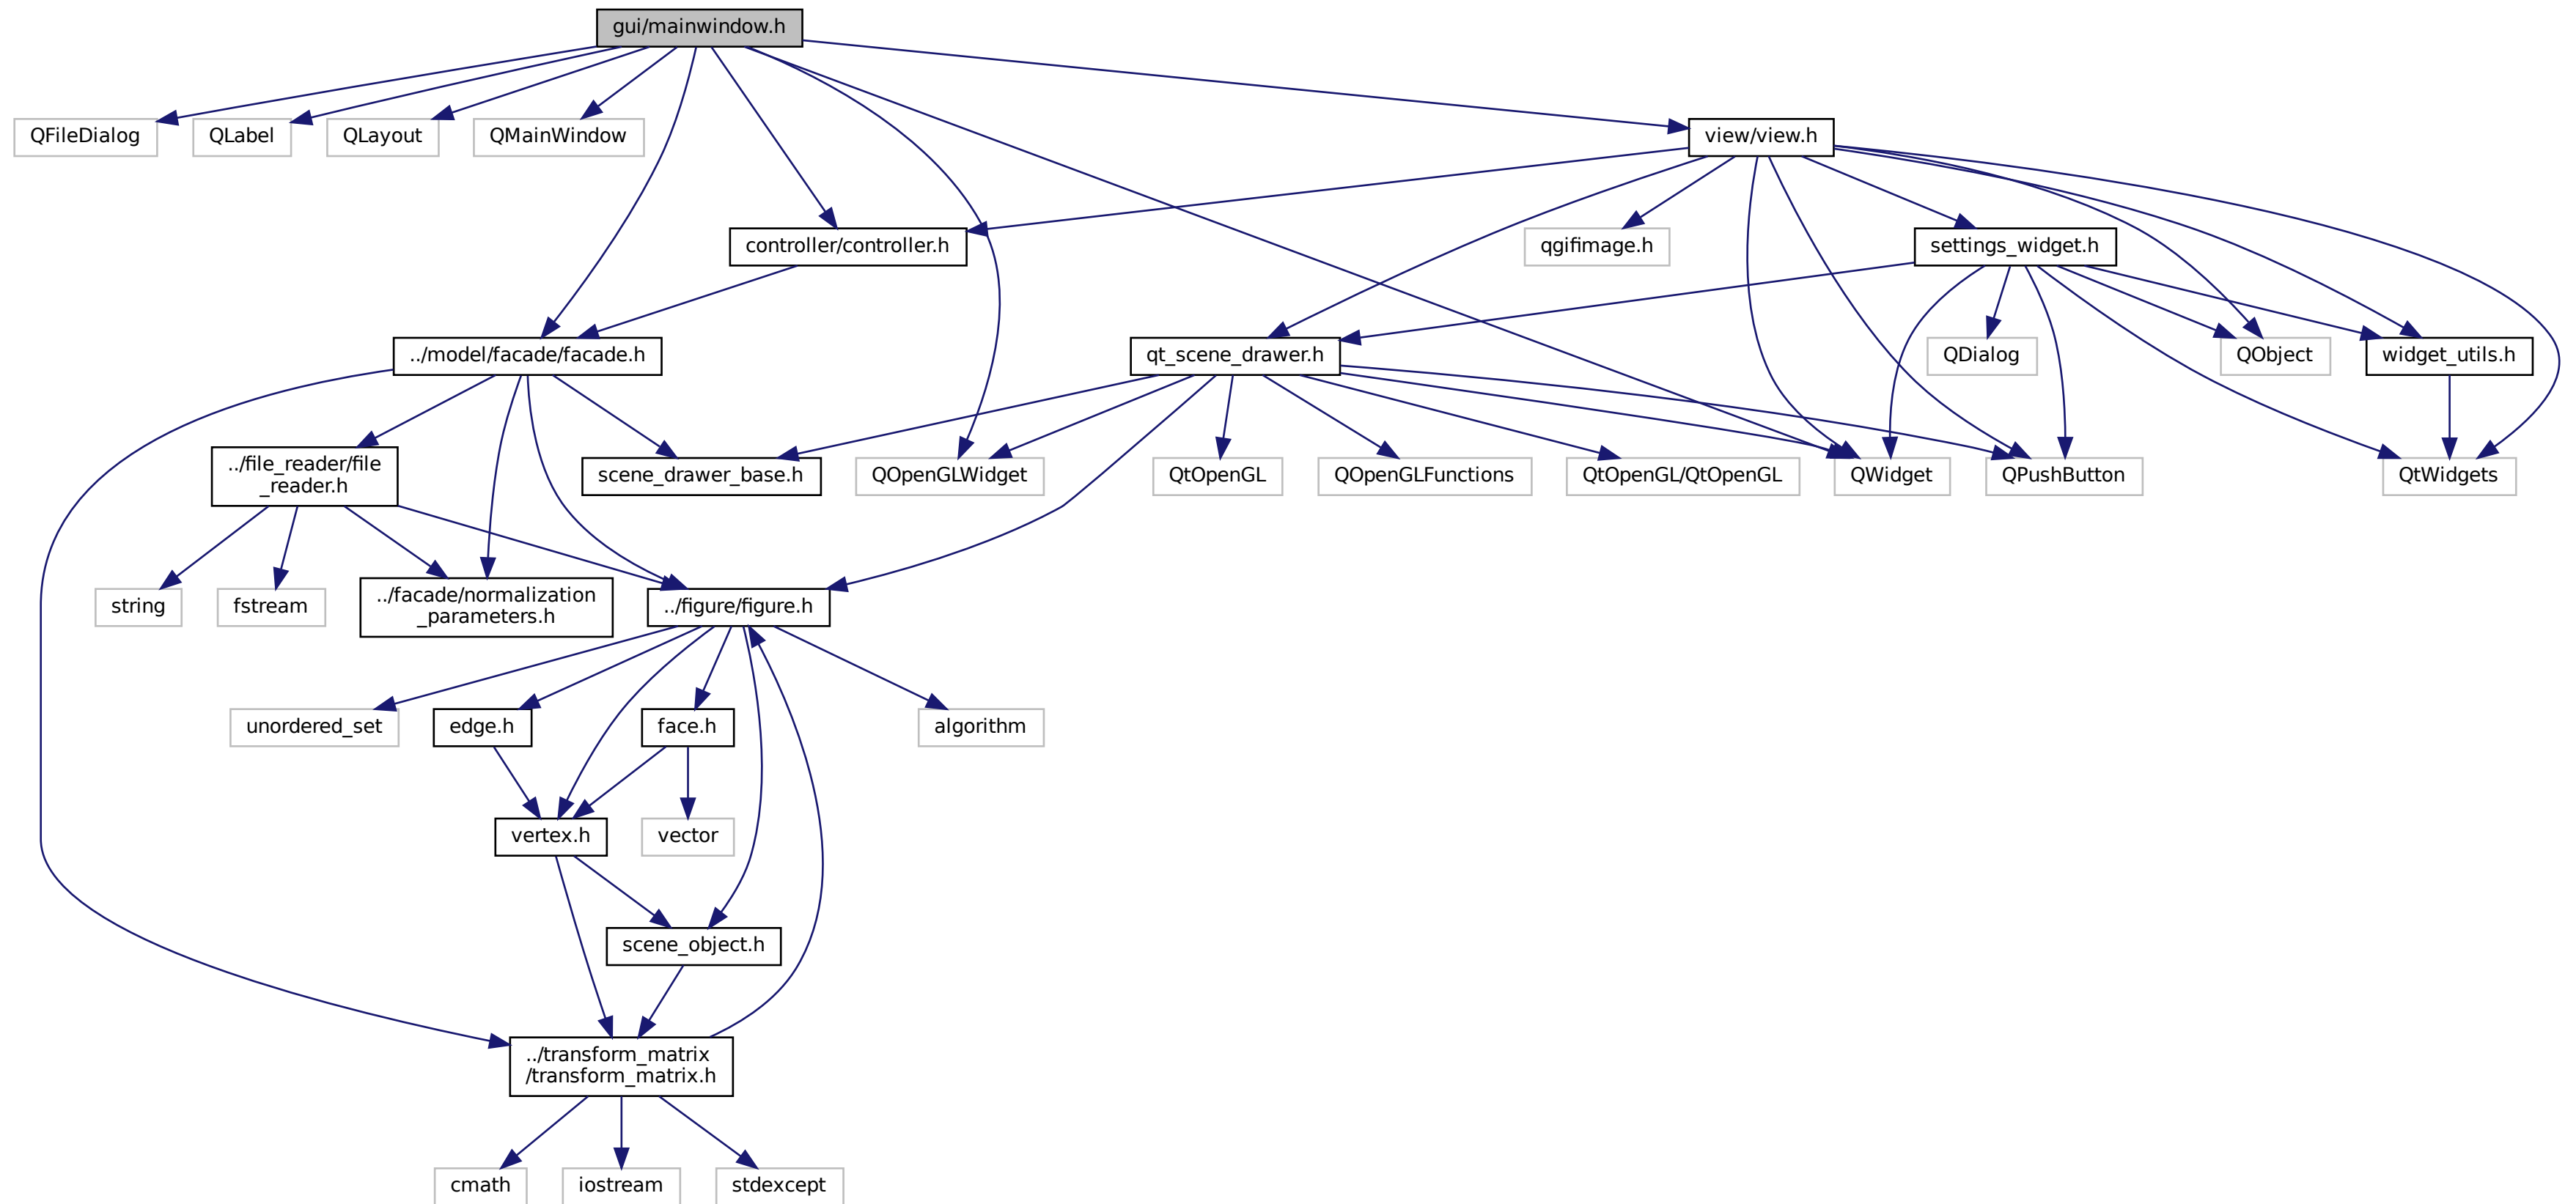 gui/mainwindow.h
QFileDialog
QLabel
QLayout
QMainWindow
view/view.h
controller/controller.h
qgifimage.h
settings_widget.h
../model/facade/facade.h
qt_scene_drawer.h
QDialog
QObject
widget_utils.h
../file_reader/file
_reader.h
scene_drawer_base.h
QOpenGLWidget
QtOpenGL
QOpenGLFunctions
QtOpenGL/QtOpenGL
QWidget
QPushButton
QtWidgets
string
fstream
../facade/normalization
_parameters.h
../figure/figure.h
unordered_set
edge.h
face.h
algorithm
vertex.h
vector
scene_object.h
../transform_matrix
/transform_matrix.h
cmath
iostream
stdexcept